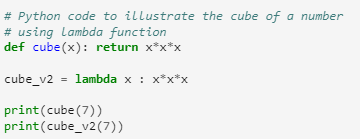 # Python code to illustrate the cube of a number
# using lambda function
def cube(x): return x*x*x
cube_v2 = lambda x : x*x*x
print(cube(7))
print(cube_v2(7))